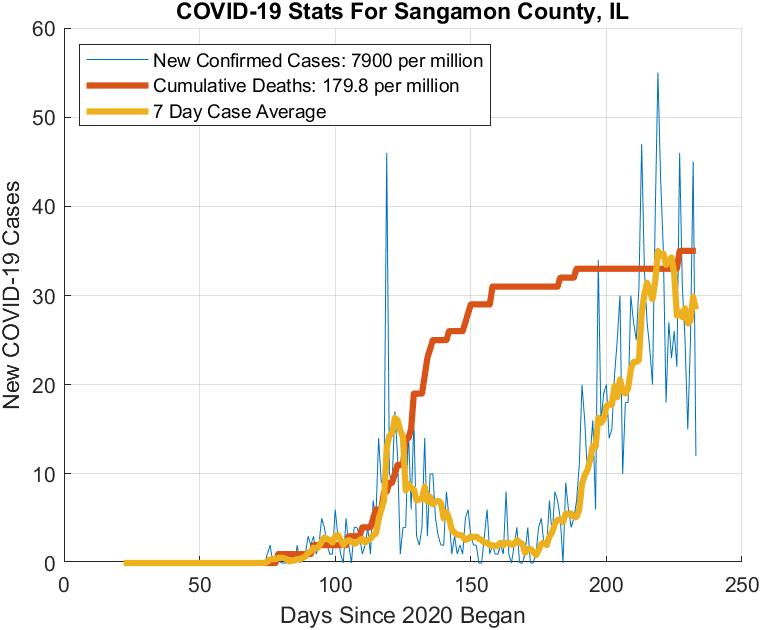 COVID-19 Stats For Sangamon County, IL
60
New Confirmed Cases: 7900 per million
Cumulative Deaths: 179.8 per million
7 Day Case Average
50
40
30
20
10
0
New COVID-19 Cases
0 50 100 150 200 250
Days Since 2020 Began